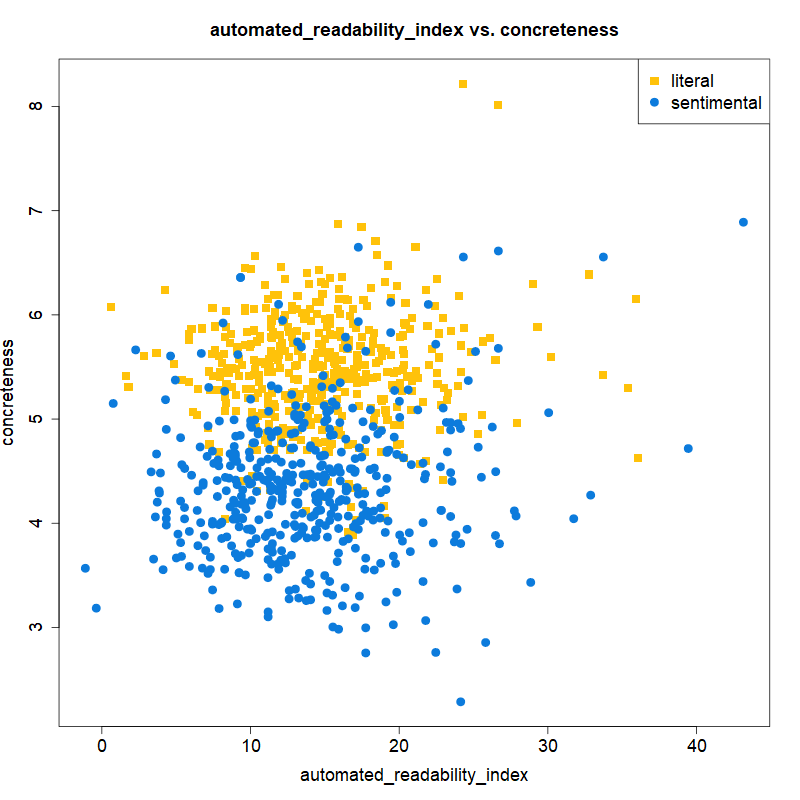 automated_readability_index vs. concreteness
literal
sentimental
8
7
6
5
4
3
concreteness
0 10 20 30 40
automated_readability_index